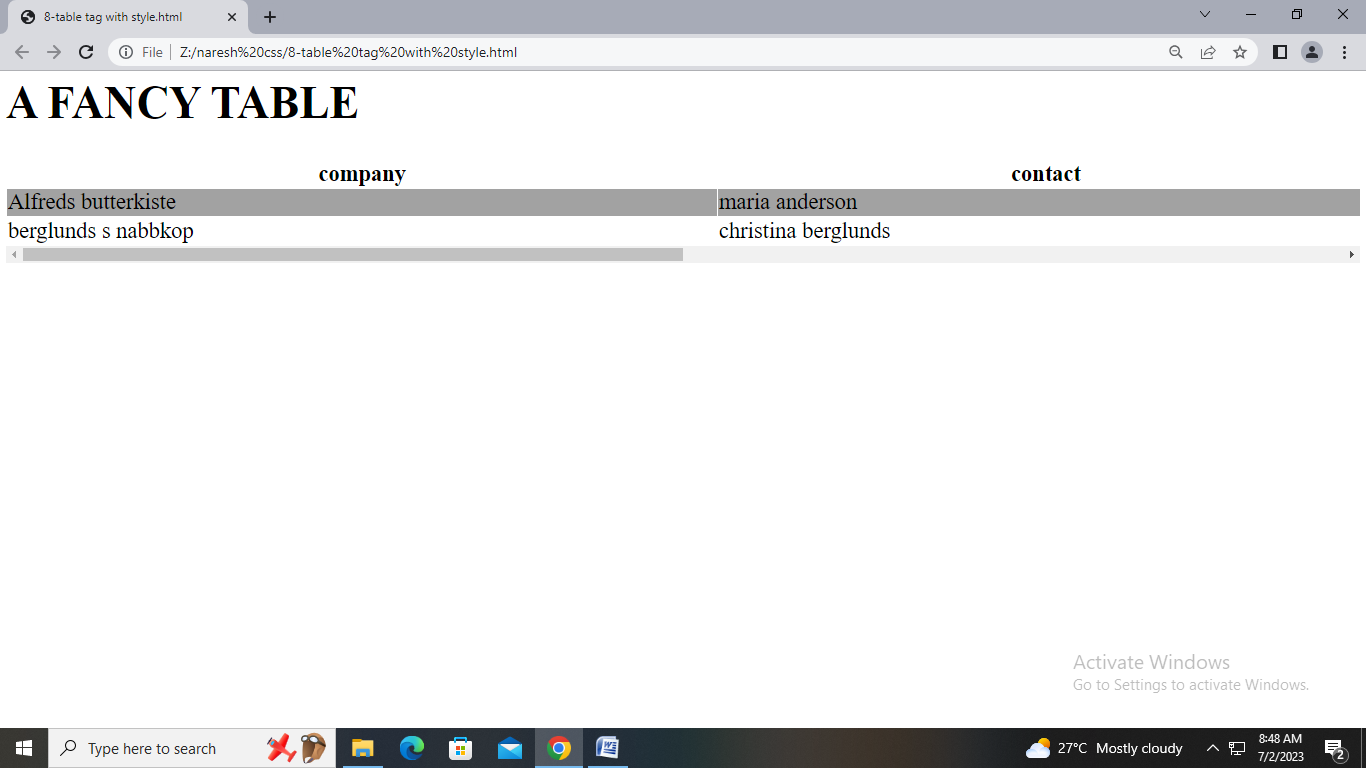 8-table tag with style.html
File Z:/naresh%20css/8-table%20tag%20with%20style.html
A FANCY TABLE
company contact
Alfreds butterkiste maria anderson
berglunds s nabbkop christina berglunds
Activate Windows
Go to Settings to activate Windows.
Type here to search
27°C Mostly cloudy
8:48 AM
7/2/2023
2